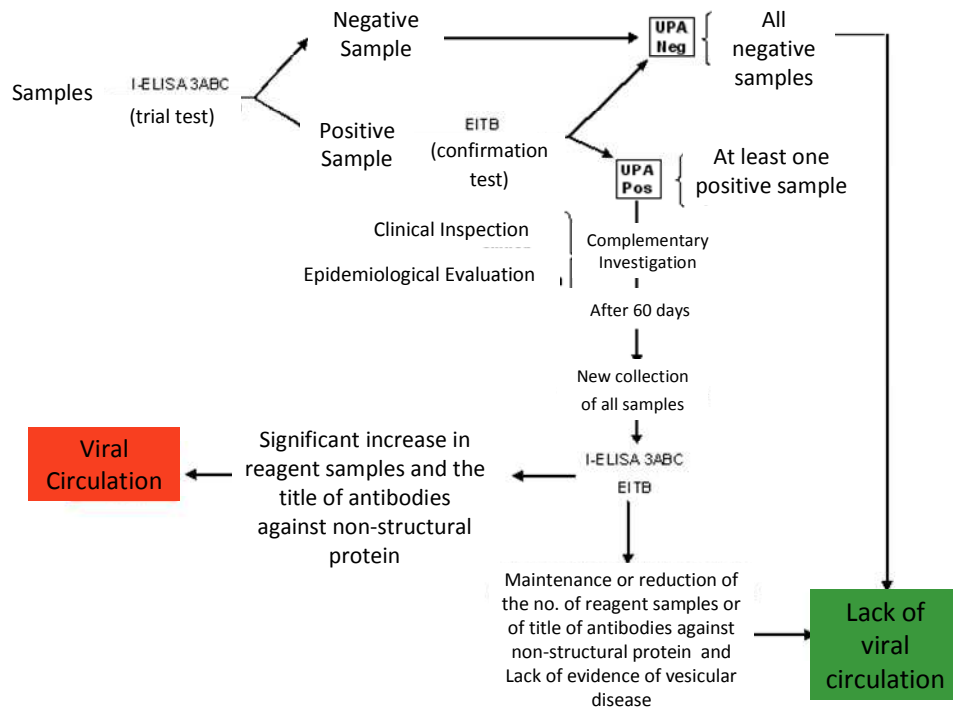 Negative
Sample
UPA
Neg
All
negative
samples
Samples
I-ELISA 3ABC
(trial test)
Positive
Sample
EITB
(confirmation
test)
UPA
Pos
At least one
positive sample
Clinical Inspection
Epidemiological Evaluation
Complementary
Investigation
After 60 days
New collection
of all samples
I-ELISA 3ABC
EITB
Viral
Circulation
Significant increase in
reagent samples and the
title of antibodies
against non-structural
protein
Maintenance or reduction of
the no. of reagent samples or
of title of antibodies against
non-structural protein and
Lack of evidence of vesicular
disease
Lack of
viral
circulation